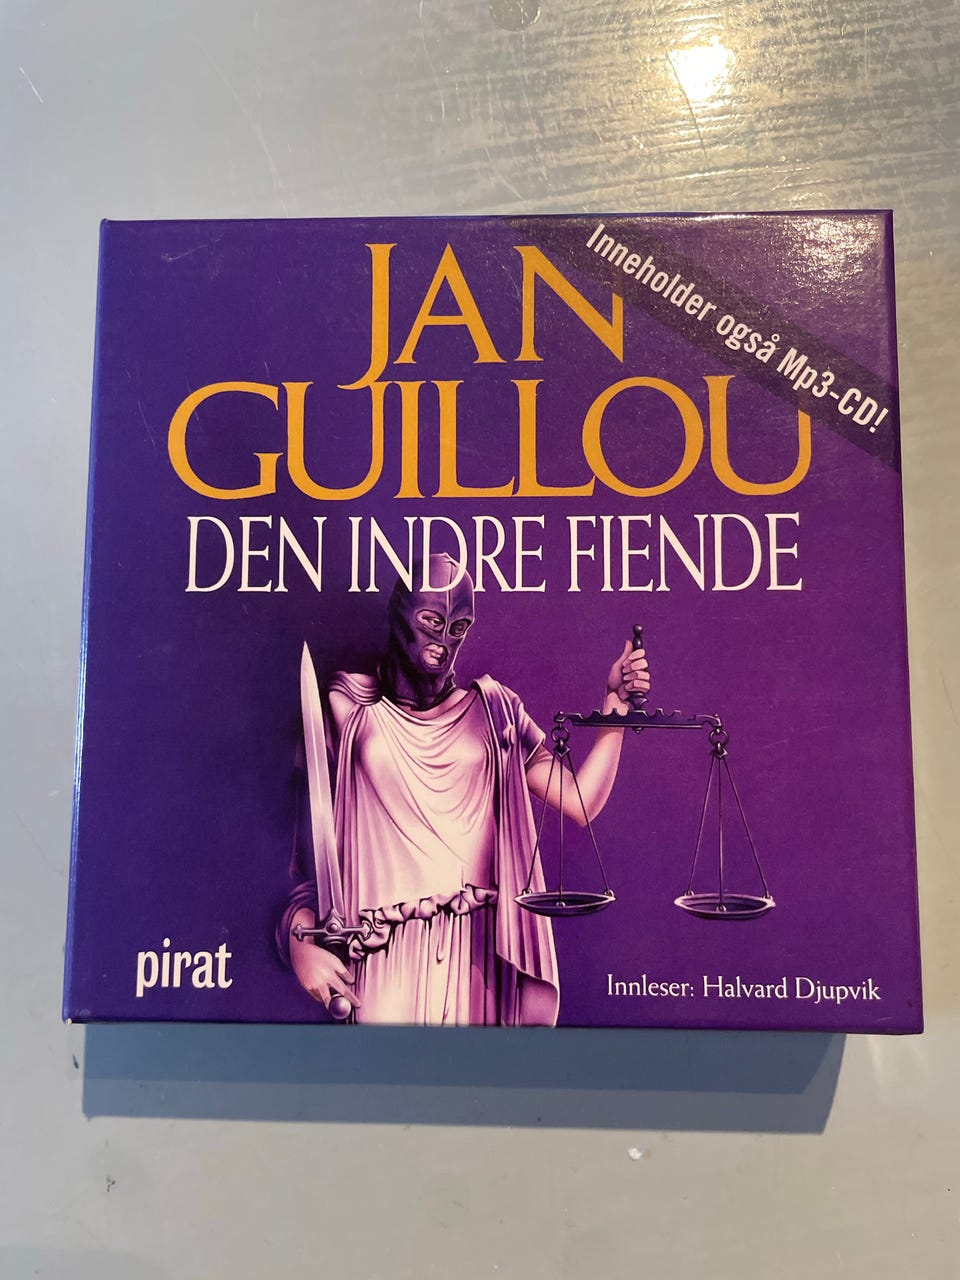 Inneholder også Mp3-CD!
JAN
GUILLOU
DEN INDRE FIENDE
pirat
Innleser: Halvard Djupvik